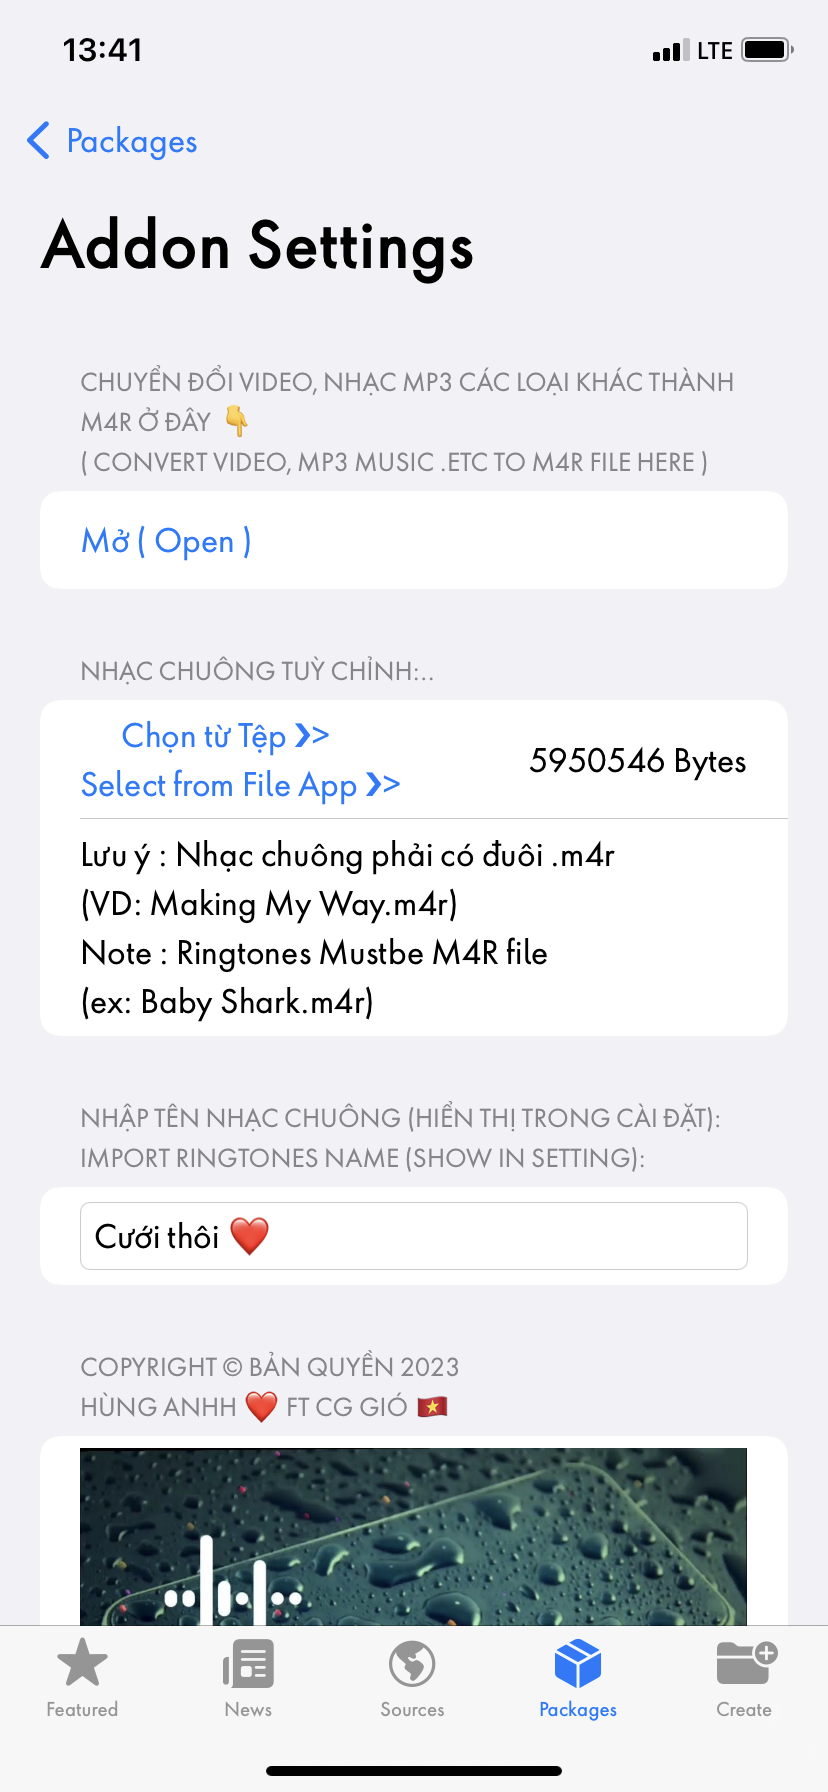 13:41
LTE
Packages
Addon Settings
CHUYỂN ĐỔI VIDEO, NHẠC MP3 CÁC LOẠI KHÁC THÀNH
M4R Ở ĐÂY 👇
( CONVERT VIDEO, MP3 MUSIC .ETC TO M4R FILE HERE )
Mở ( Open )
NHẠC CHUÔNG TUỲ CHỈNH:..
Chọn từ Tệp ❯>
Select from File App ❯>
5950546 Bytes
Lưu ý : Nhạc chuông phải có đuôi .m4r
(VD: Making My Way.m4r)
Note : Ringtones Mustbe M4R file
(ex: Baby Shark.m4r)
NHẬP TÊN NHẠC CHUÔNG (HIỂN THỊ TRONG CÀI ĐẶT):
IMPORT RINGTONES NAME (SHOW IN SETTING):
Cưới thôi ❤️
COPYRIGHT © BẢN QUYỀN 2023
HÙNG ANHH ❤️ FT CG GIÓ 🇻🇳
Featured
News
Sources
Packages
Create